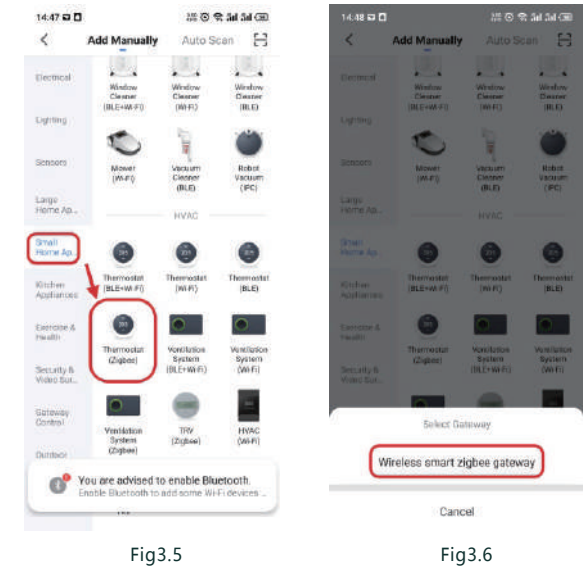 14:47
Add Manually Auto Scan
Electrical
Lighting
Sensors
Large
Home Ap...
Small
Home Ap...
Kitchen
Appliances
Exercise &
Health
Security &
Video Sur...
Gateway
Control
Outdoor
Window
Cleaner
(BLE+Wi-Fi)
Window
Cleaner
(Wi-Fi)
Window
Cleaner
(BLE)
Mower
(Wi-Fi)
Vacuum
Cleaner
(BLE)
Robot
Vacuum
(IPC)
HVAC
Thermostat
(BLE+Wi-Fi)
Thermostat
(Wi-Fi)
Thermostat
(BLE)
Thermostat
(Zigbee)
Ventilation
System
(BLE+Wi-Fi)
Ventilation
System
(Wi-Fi)
Ventilation
System
(Zigbee)
TRV
(Zigbee)
HVAC
(Wi-Fi)
You are advised to enable Bluetooth.
Enable Bluetooth to add some Wi-Fi devices ...
Fig3.5
14:48
Add Manually Auto Scan
Electrical
Lighting
Sensors
Large
Home Ap...
Small
Home Ap...
Kitchen
Appliances
Exercise &
Health
Security &
Video Sur...
Window
Cleaner
(BLE+Wi-Fi)
Window
Cleaner
(Wi-Fi)
Window
Cleaner
(BLE)
Mower
(Wi-Fi)
Vacuum
Cleaner
(BLE)
Robot
Vacuum
(IPC)
HVAC
Thermostat
(BLE+Wi-Fi)
Thermostat
(Wi-Fi)
Thermostat
(BLE)
Thermostat
(Zigbee)
Ventilation
System
(BLE+Wi-Fi)
Ventilation
System
(Wi-Fi)
Select Gateway
Wireless smart zigbee gateway
Cancel
Fig3.6